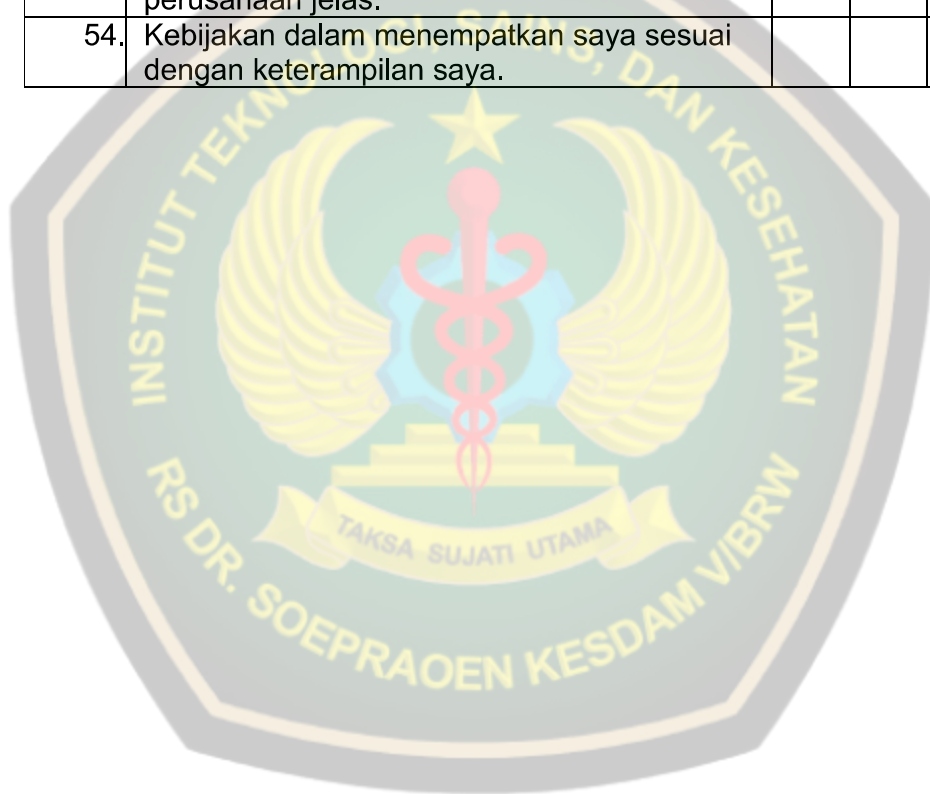 perusahaan jelas.
54. Kebijakan dalam menempatkan saya sesuai
dengan keterampilan saya.
INSTITUT TEKNOLOGI, SAINS, DAN KESEHATAN
TAKSA SUJATI UTAMA
RS DR. SOEPRAOEN KESDAM V/BRW